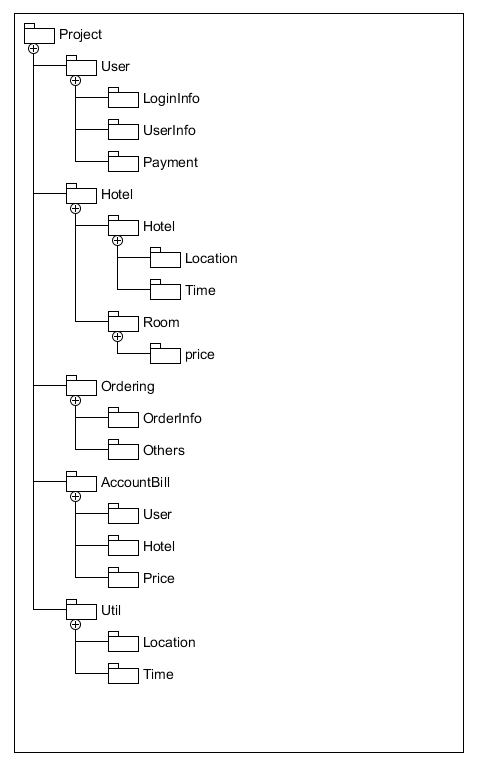 Project
User
LoginInfo
UserInfo
Payment
Hotel
Hotel
Location
Time
Room
price
Ordering
OrderInfo
Others
AccountBill
User
Hotel
Price
Util
Location
Time